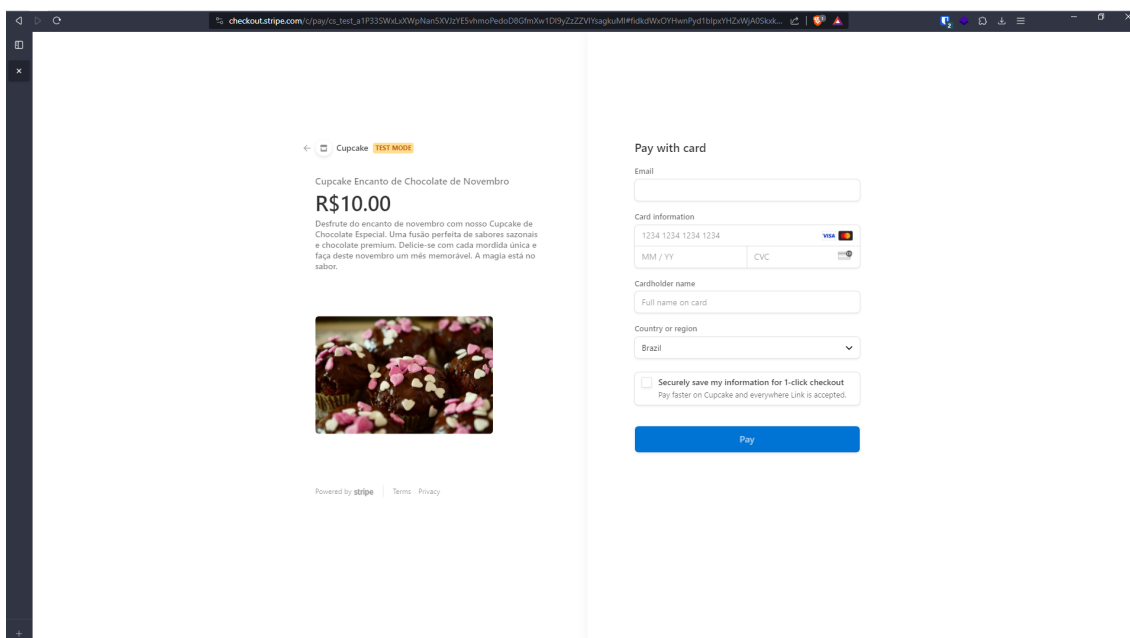 checkout.stripe.com/c/pay/cs_test_a1P33SWxLxXWpNan5XVJzYE5vhmoPedoD8GfmXw1DI9yZzZZVIYsagkuMl#fidkdWxOYHwnPyd1blpxYHZxWjA0Skxk...
Cupcake TEST MODE
Cupcake Encanto de Chocolate de Novembro
R$10.00
Desfrute do encanto de novembro com nosso Cupcake de
Chocolate Especial. Uma fusão perfeita de sabores sazonais
e chocolate premium. Delicie-se com cada mordida única e
faça deste novembro um mês memorável. A magia está no
sabor.
Powered by stripe Terms Privacy
Pay with card
Email
Card information
1234 1234 1234 1234 VISA
MM / YY CVC
Cardholder name
Full name on card
Country or region
Brazil
Securely save my information for 1-click checkout
Pay faster on Cupcake and everywhere Link is accepted.
Pay